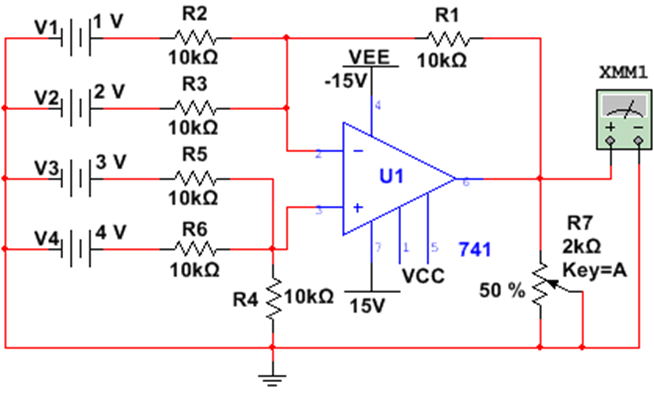 V1 1 V R2 R1
10kΩ 10kΩ
VEE
-15V
XMM1
V2 2 V R3
10kΩ
4
+ −
V3 3 V R5
10kΩ
2 − U1 6
3 +
V4 4 V R6
10kΩ
7 1 5 741
R7
2kΩ
Key=A
VCC
50 %
R4 10kΩ
15V